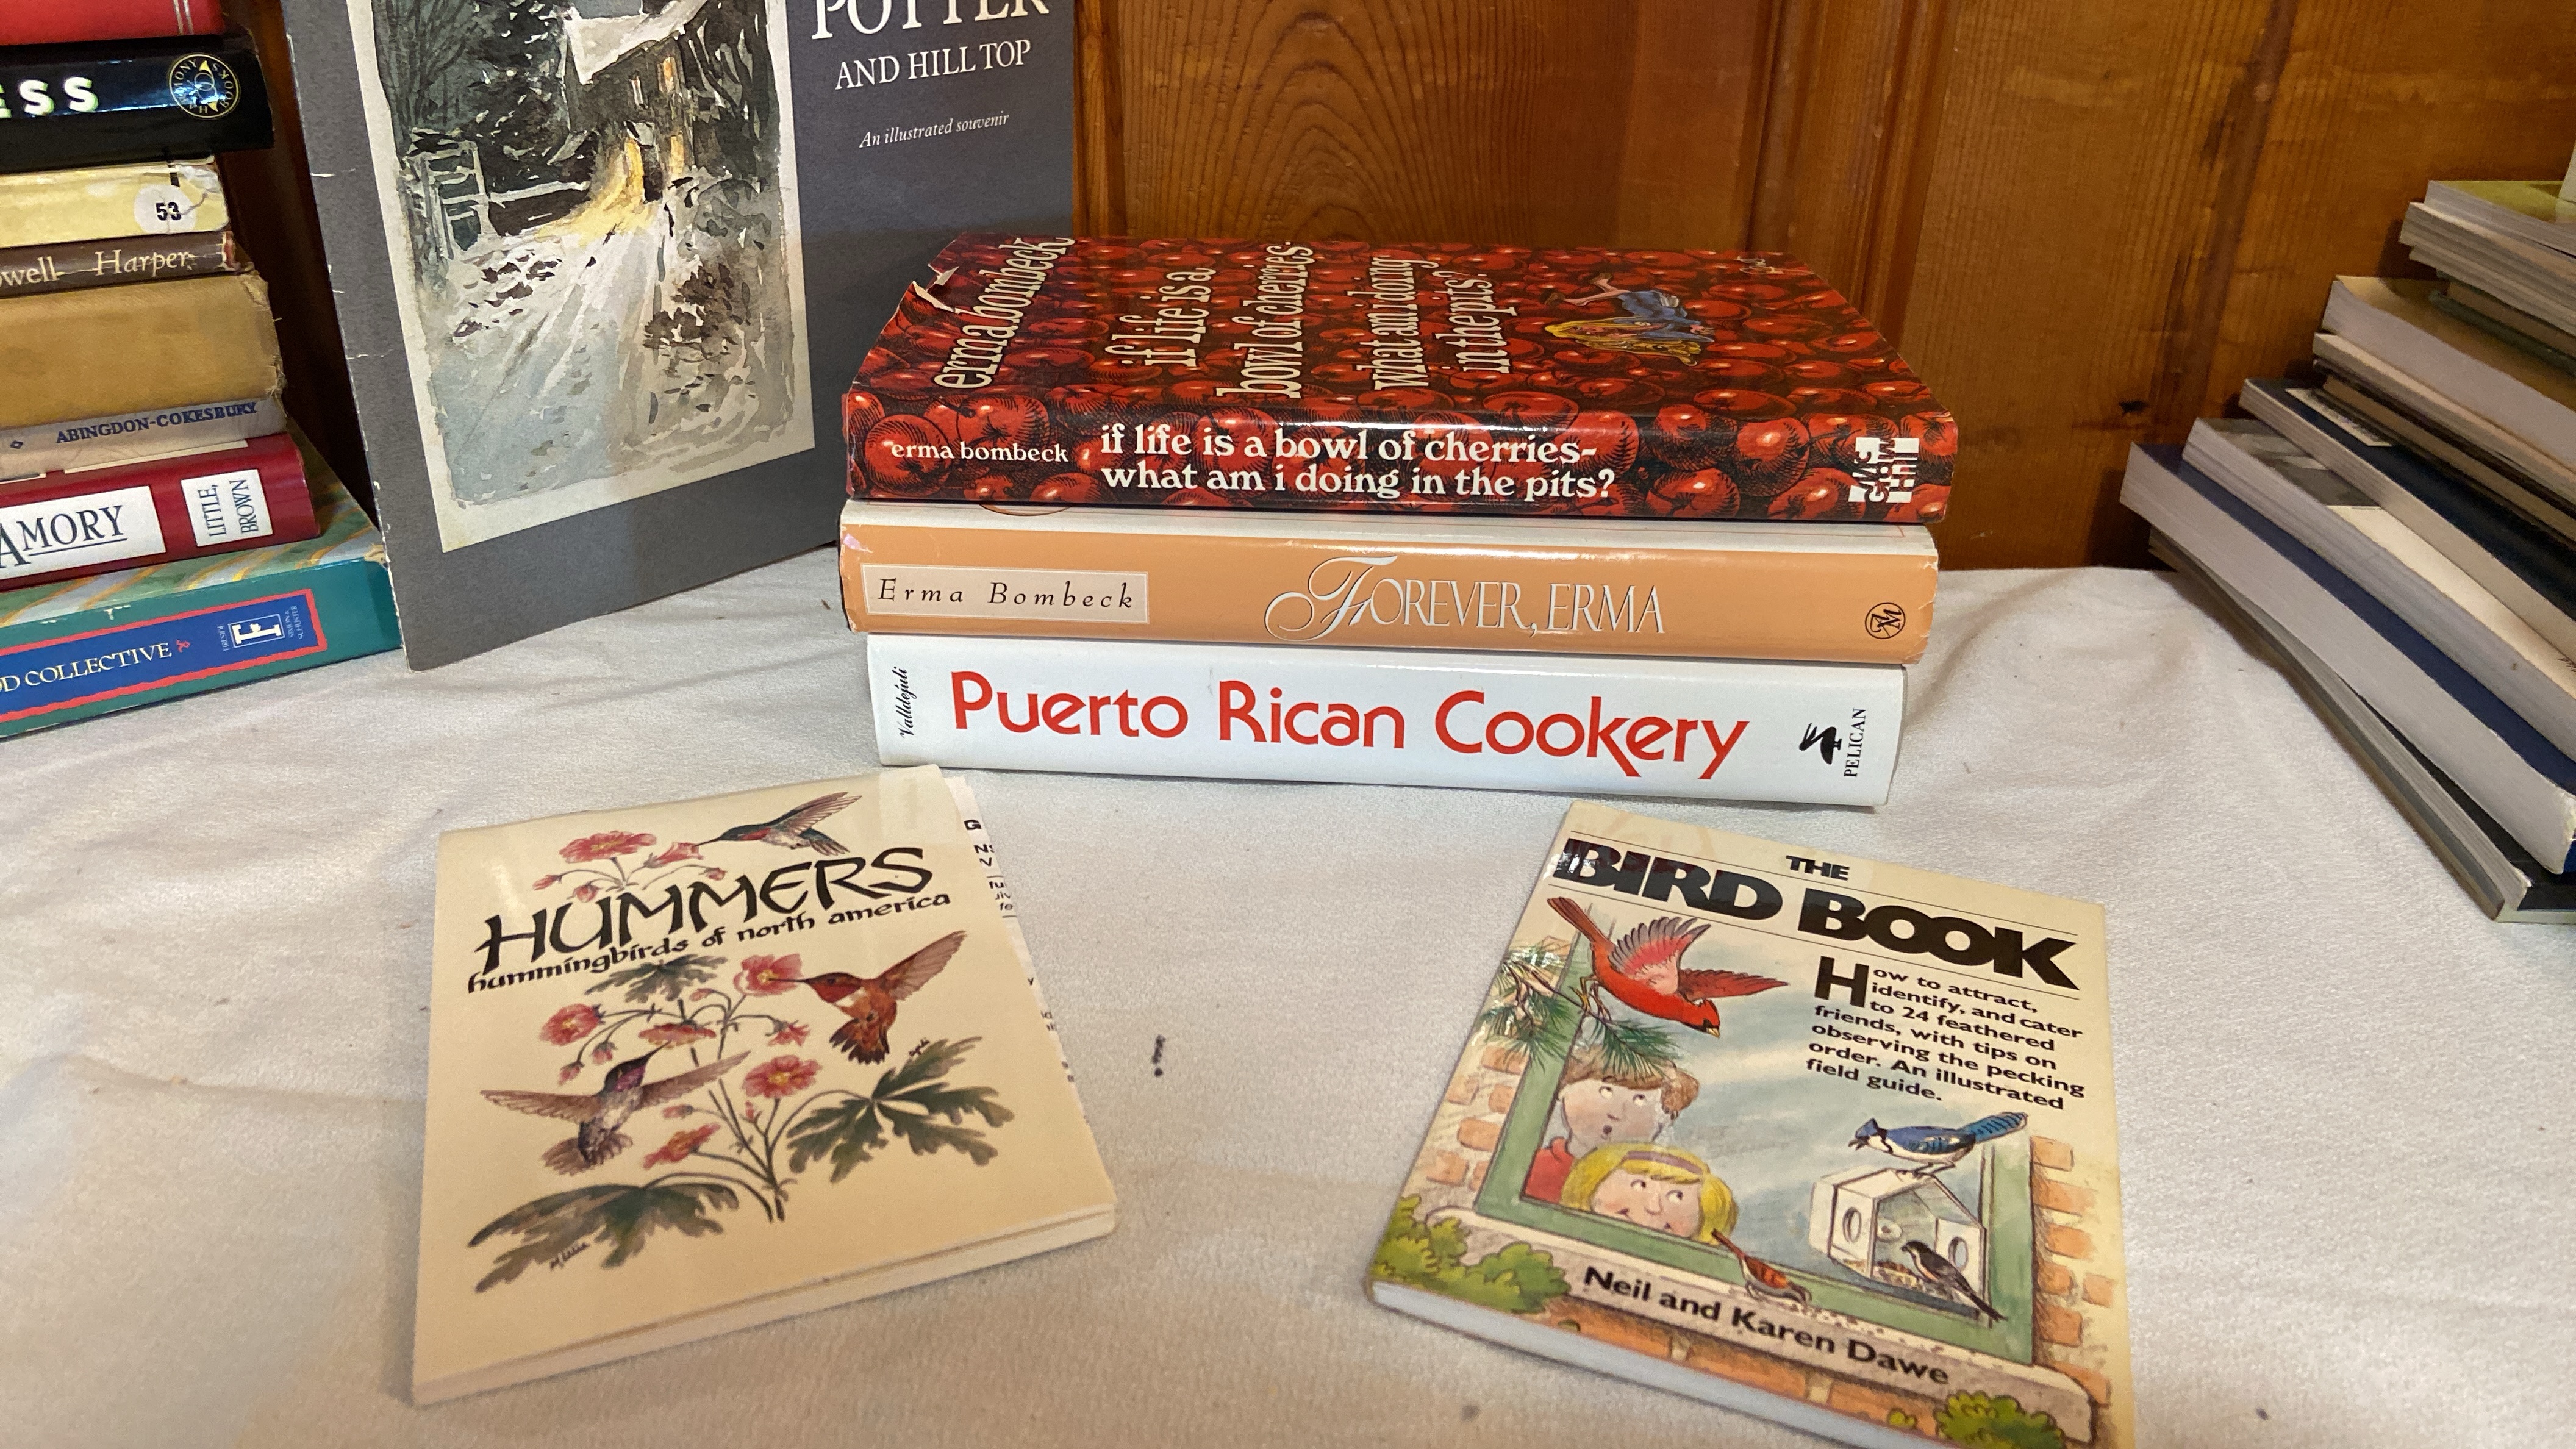 ESS
HARMONY BOOKS
53
owell Harper
ABINGDON-COKESBURY
AMORY
LITTLE,
BROWN
D COLLECTIVE
POTTER
AND HILL TOP
An illustrated souvenir
erma bombeck
if life is a
bowl of cherries-
what am i doing
in the pits?
erma bombeck
if life is a bowl of cherries-
what am i doing in the pits?
Erma Bombeck
FOREVER, ERMA
AM
Valldejuli
Puerto Rican Cookery
PELICAN
HUMMERS
hummingbirds of north america
THE
BIRD BOOK
How to attract,
identify, and cater
to 24 feathered
friends, with tips on
observing the pecking
order. An illustrated
field guide.
Neil and Karen Dawe